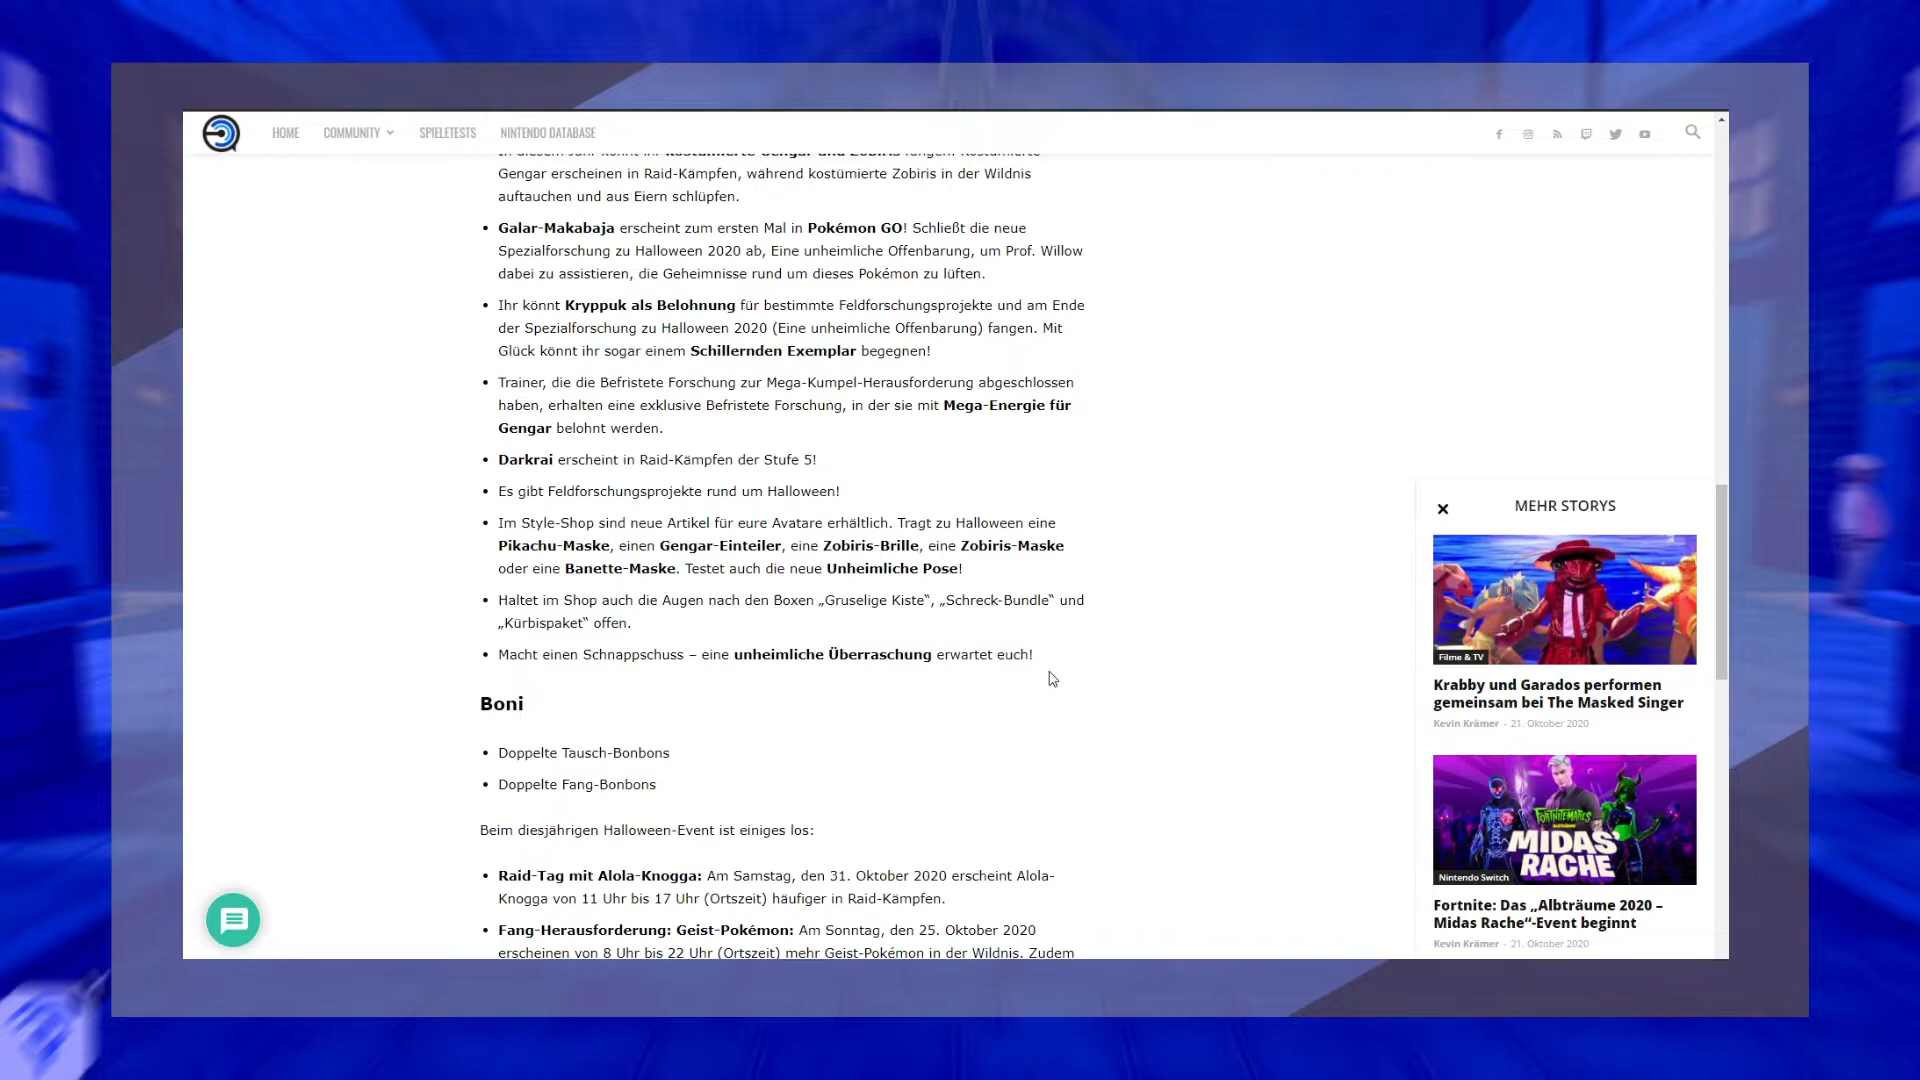 HOME
COMMUNITY
SPIELETESTS
NINTENDO DATABASE
In diesem Jahr könnt ihr kostümierte Gengar und Zobiris fangen! Kostümierte
Gengar erscheinen in Raid-Kämpfen, während kostümierte Zobiris in der Wildnis
auftauchen und aus Eiern schlüpfen.
• Galar-Makabaja erscheint zum ersten Mal in Pokémon GO! Schließt die neue
Spezialforschung zu Halloween 2020 ab, Eine unheimliche Offenbarung, um Prof. Willow
dabei zu assistieren, die Geheimnisse rund um dieses Pokémon zu lüften.
• Ihr könnt Kryppuk als Belohnung für bestimmte Feldforschungsprojekte und am Ende
der Spezialforschung zu Halloween 2020 (Eine unheimliche Offenbarung) fangen. Mit
Glück könnt ihr sogar einem Schillernden Exemplar begegnen!
• Trainer, die die Befristete Forschung zur Mega-Kumpel-Herausforderung abgeschlossen
haben, erhalten eine exklusive Befristete Forschung, in der sie mit Mega-Energie für
Gengar belohnt werden.
• Darkrai erscheint in Raid-Kämpfen der Stufe 5!
• Es gibt Feldforschungsprojekte rund um Halloween!
• Im Style-Shop sind neue Artikel für eure Avatare erhältlich. Tragt zu Halloween eine
Pikachu-Maske, einen Gengar-Einteiler, eine Zobiris-Brille, eine Zobiris-Maske
oder eine Banette-Maske. Testet auch die neue Unheimliche Pose!
• Haltet im Shop auch die Augen nach den Boxen „Gruselige Kiste“, „Schreck-Bundle“ und
„Kürbispaket“ offen.
• Macht einen Schnappschuss – eine unheimliche Überraschung erwartet euch!
Boni
• Doppelte Tausch-Bonbons
• Doppelte Fang-Bonbons
Beim diesjährigen Halloween-Event ist einiges los:
• Raid-Tag mit Alola-Knogga: Am Samstag, den 31. Oktober 2020 erscheint Alola-
Knogga von 11 Uhr bis 17 Uhr (Ortszeit) häufiger in Raid-Kämpfen.
• Fang-Herausforderung: Geist-Pokémon: Am Sonntag, den 25. Oktober 2020
erscheinen von 8 Uhr bis 22 Uhr (Ortszeit) mehr Geist-Pokémon in der Wildnis. Zudem
MEHR STORYS
Filme & TV
Krabby und Garados performen
gemeinsam bei The Masked Singer
Kevin Krämer - 21. Oktober 2020
FORTNITEMARES
MIDAS'
RACHE
Nintendo Switch
Fortnite: Das „Albträume 2020 –
Midas Rache“-Event beginnt
Kevin Krämer - 21. Oktober 2020